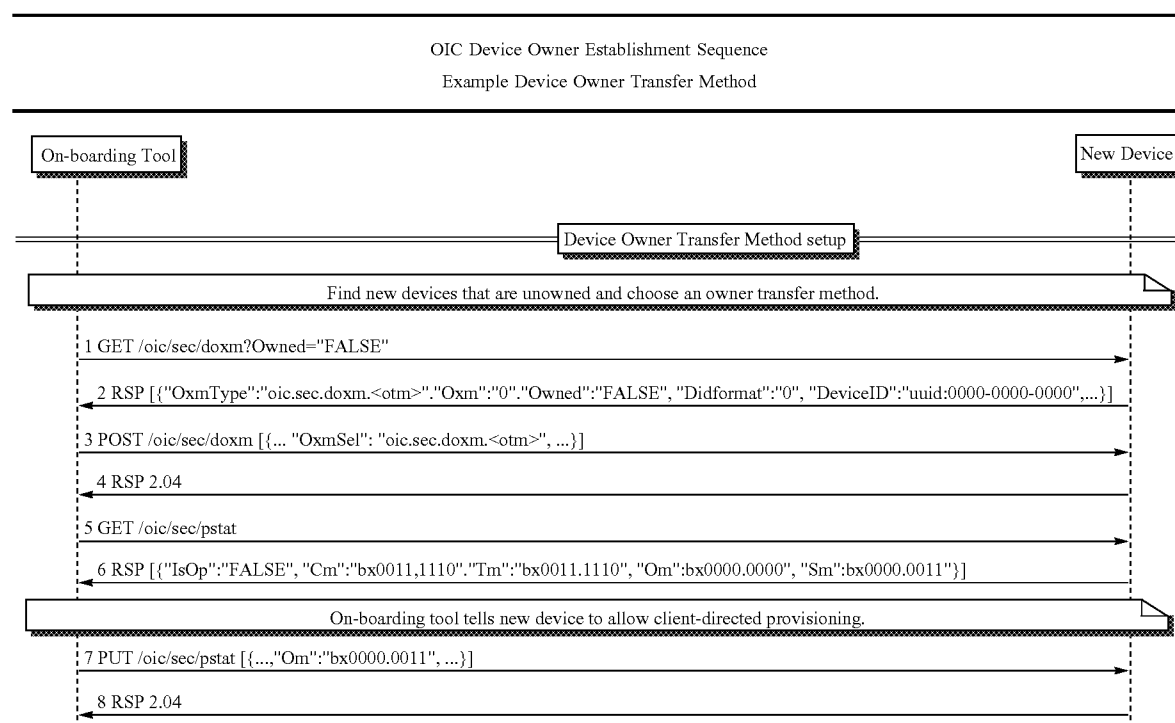 OIC Device Owner Establishment Sequence
Example Device Owner Transfer Method
On-boarding Tool
New Device
Device Owner Transfer Method setup
Find new devices that are unowned and choose an owner transfer method.
1 GET /oic/sec/doxm?Owned="FALSE"
2 RSP [{"OxmType":"oic.sec.doxm.<otm>"."Oxm":"0"."Owned":"FALSE", "Didformat":"0", "DeviceID":"uuid:0000-0000-0000",...}]
3 POST /oic/sec/doxm [{... "OxmSel": "oic.sec.doxm.<otm>", ...}]
4 RSP 2.04
5 GET /oic/sec/pstat
6 RSP [{"IsOp":"FALSE", "Cm":"bx0011,1110"."Tm":"bx0011.1110", "Om":bx0000.0000", "Sm":bx0000.0011"}]
On-boarding tool tells new device to allow client-directed provisioning.
7 PUT /oic/sec/pstat [{...,"Om":"bx0000.0011", ...}]
8 RSP 2.04